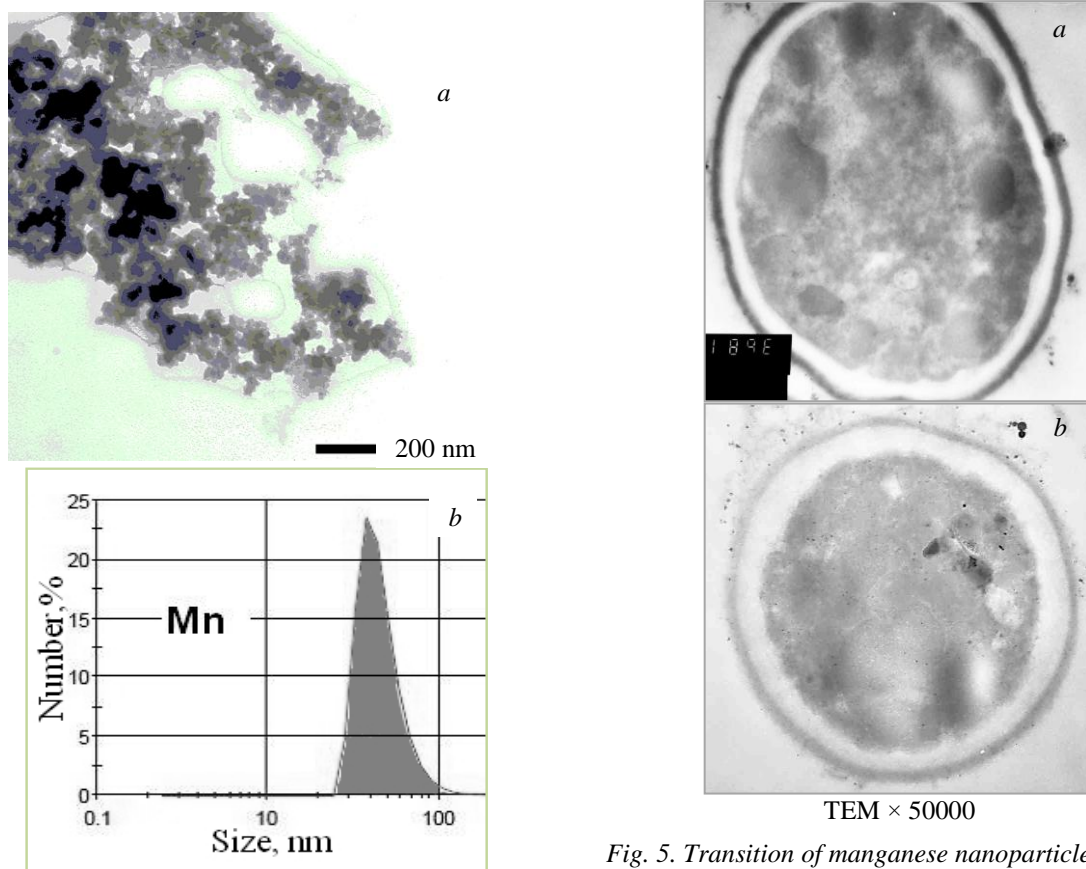 a
200 nm
25
20
15
10
5
0
Number,%
b
Mn
0.1
10
100
Size, nm
a
189E
b
TEM × 50000
Fig. 5. Transition of manganese nanoparticle